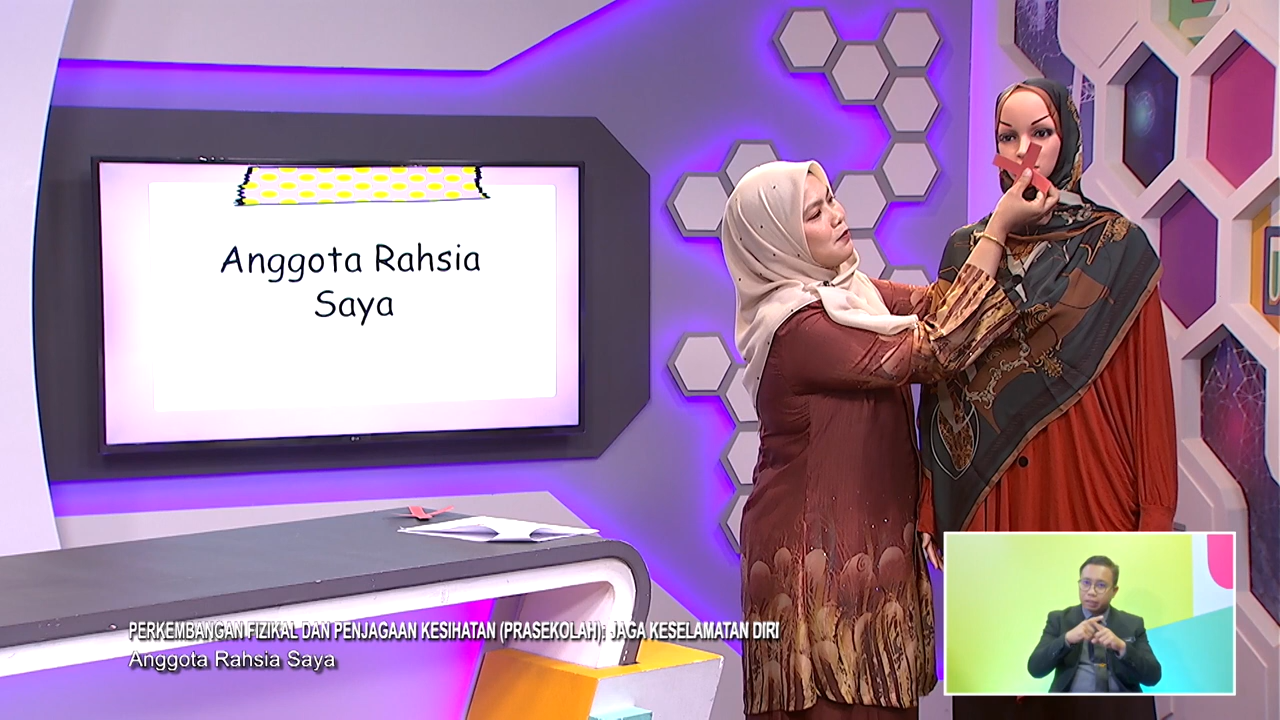 Anggota Rahsia
Saya
PERKEMBANGAN FIZIKAL DAN PENJAGAAN KESIHATAN (PRASEKOLAH): JAGA KESELAMATAN DIRI
Anggota Rahsia Saya